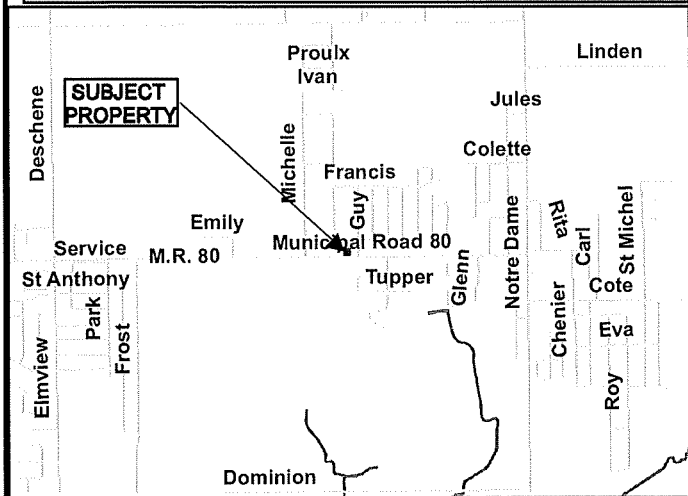 Proulx
Ivan
Linden
SUBJECT
PROPERTY
Jules
Deschene
Michelle
Colette
Francis
Guy
Emily
Municipal Road 80
Notre Dame
Rita
Carl
St Michel
Service
M.R. 80
St Anthony
Tupper
Glenn
Cote
Park
Frost
Chenier
Eva
Elmview
Roy
Dominion